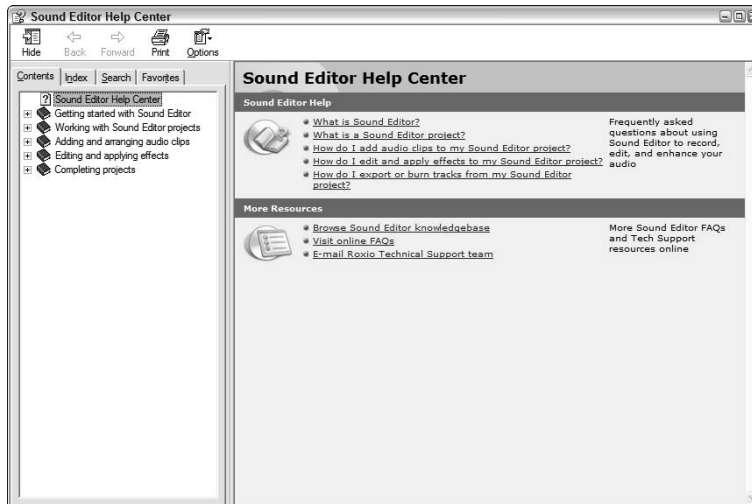 Sound Editor Help Center
Hide Back Forward Print Options
Contents Index Search Favorites
Sound Editor Help Center
Getting started with Sound Editor
Working with Sound Editor projects
Adding and arranging audio clips
Editing and applying effects
Completing projects
Sound Editor Help Center
Sound Editor Help
What is Sound Editor?
What is a Sound Editor project?
How do I add audio clips to my Sound Editor project?
How do I edit and apply effects to my Sound Editor project?
How do I export or burn tracks from my Sound Editor
project?
Frequently asked
questions about using
Sound Editor to record,
edit, and enhance your
audio
More Resources
Browse Sound Editor knowledgebase
Visit online FAQs
E-mail Roxio Technical Support team
More Sound Editor FAQs
and Tech Support
resources online